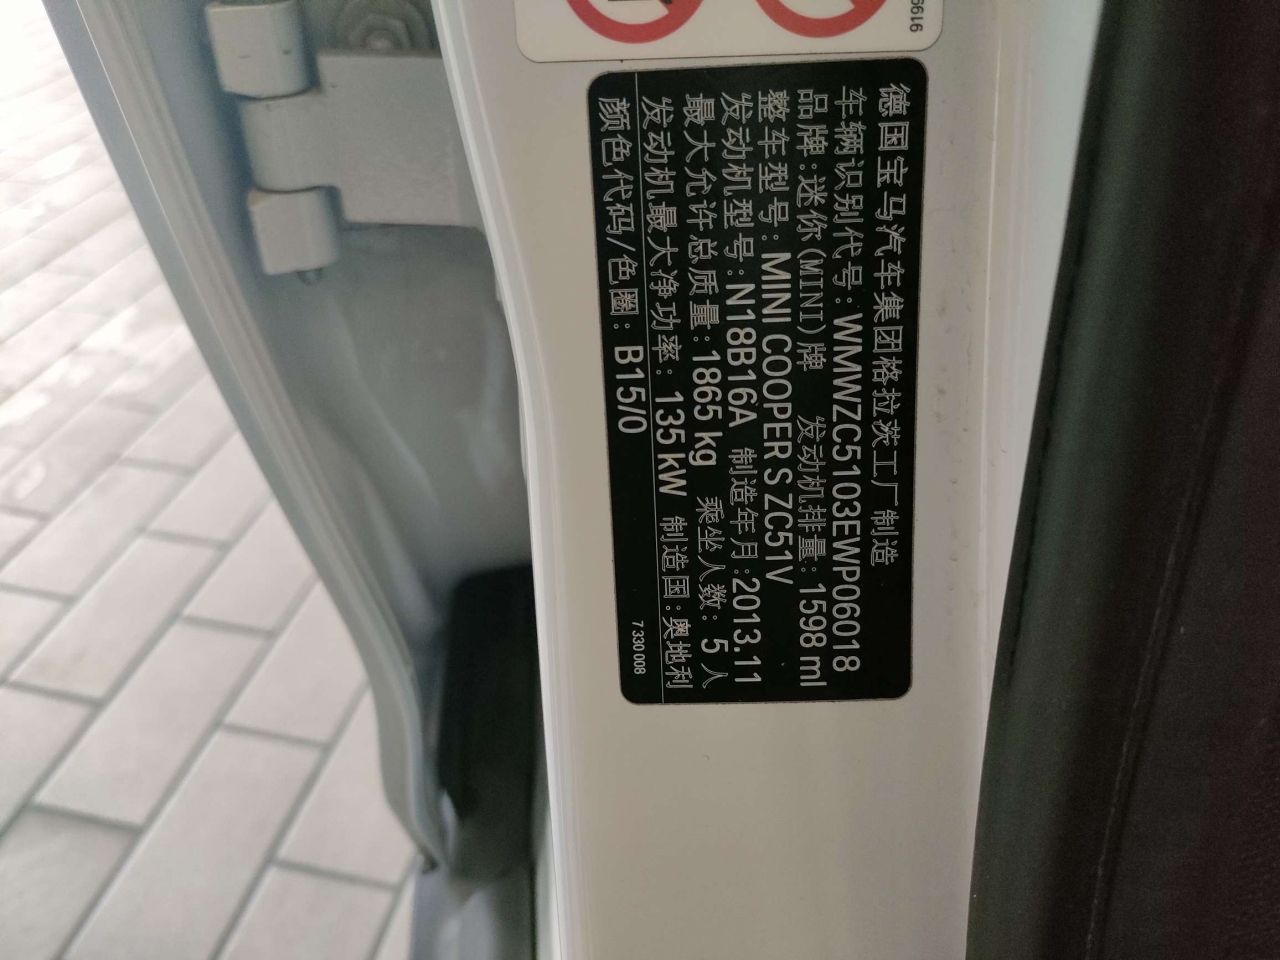 9199
德国宝马汽车集团格拉茨工厂制造
车辆识别代号: WMWZC5103EWP06018
品牌:迷你(MINI)牌 发动机排量: 1598 ml
整车型号: MINI COOPER S ZC51V
发动机型号:N18B16A 制造年月:2013.11
最大允许总质量:1865 kg 乘坐人数: 5 人
发动机最大净功率: 135 kW 制造国:奥地利
颜色代码/色圈: B15/0
7 330 008